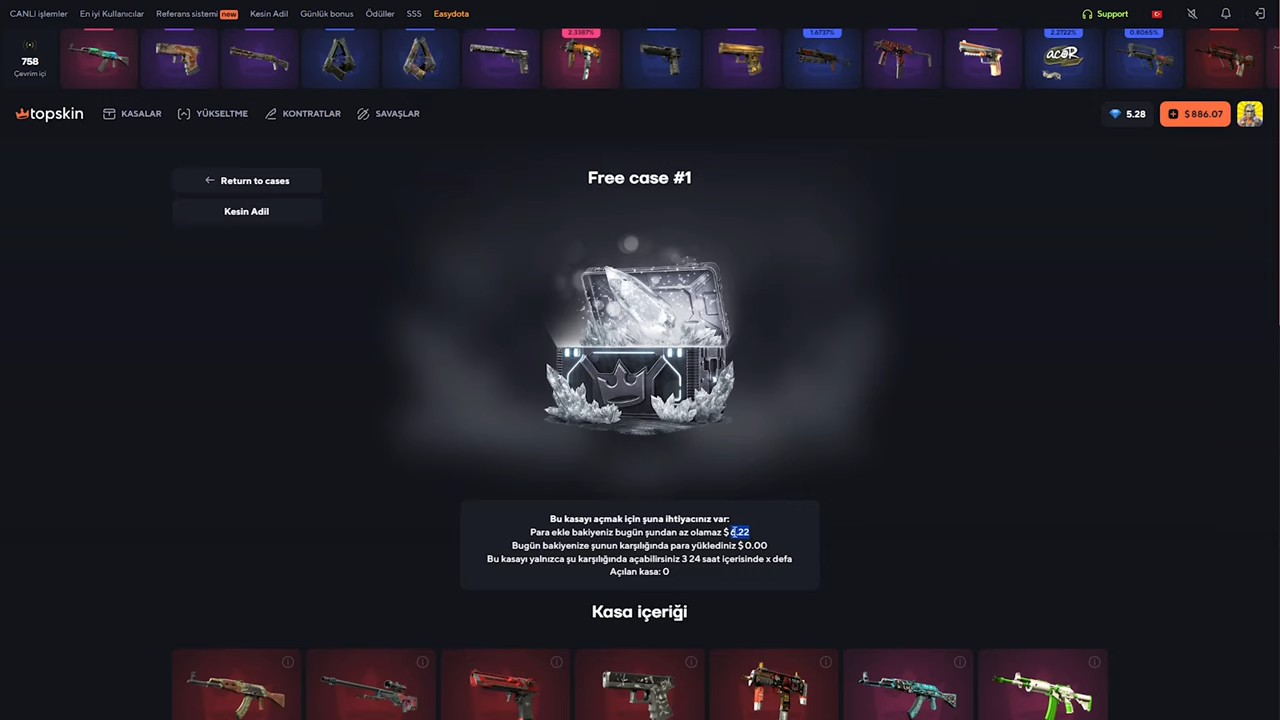 CANLI işlemler En iyi Kullanıcılar Referans sistemi new Kesin Adil Günlük bonus Ödüller SSS Easydota Support
758
Çevrim içi
2.3387% 1.6737% 2.2722% 0.8065%
aceR
topskin KASALAR YÜKSELTME KONTRATLAR SAVAŞLAR 5.28 $ 886.07
Return to cases
Kesin Adil
Free case #1
Bu kasayı açmak için şuna ihtiyacınız var:
Para ekle bakiyeniz bugün şundan az olamaz $ 6.22
Bugün bakiyenize şunun karşılığında para yüklediniz $ 0.00
Bu kasayı yalnızca şu karşılığında açabilirsiniz 3 24 saat içerisinde x defa
Açılan kasa: 0
Kasa içeriği